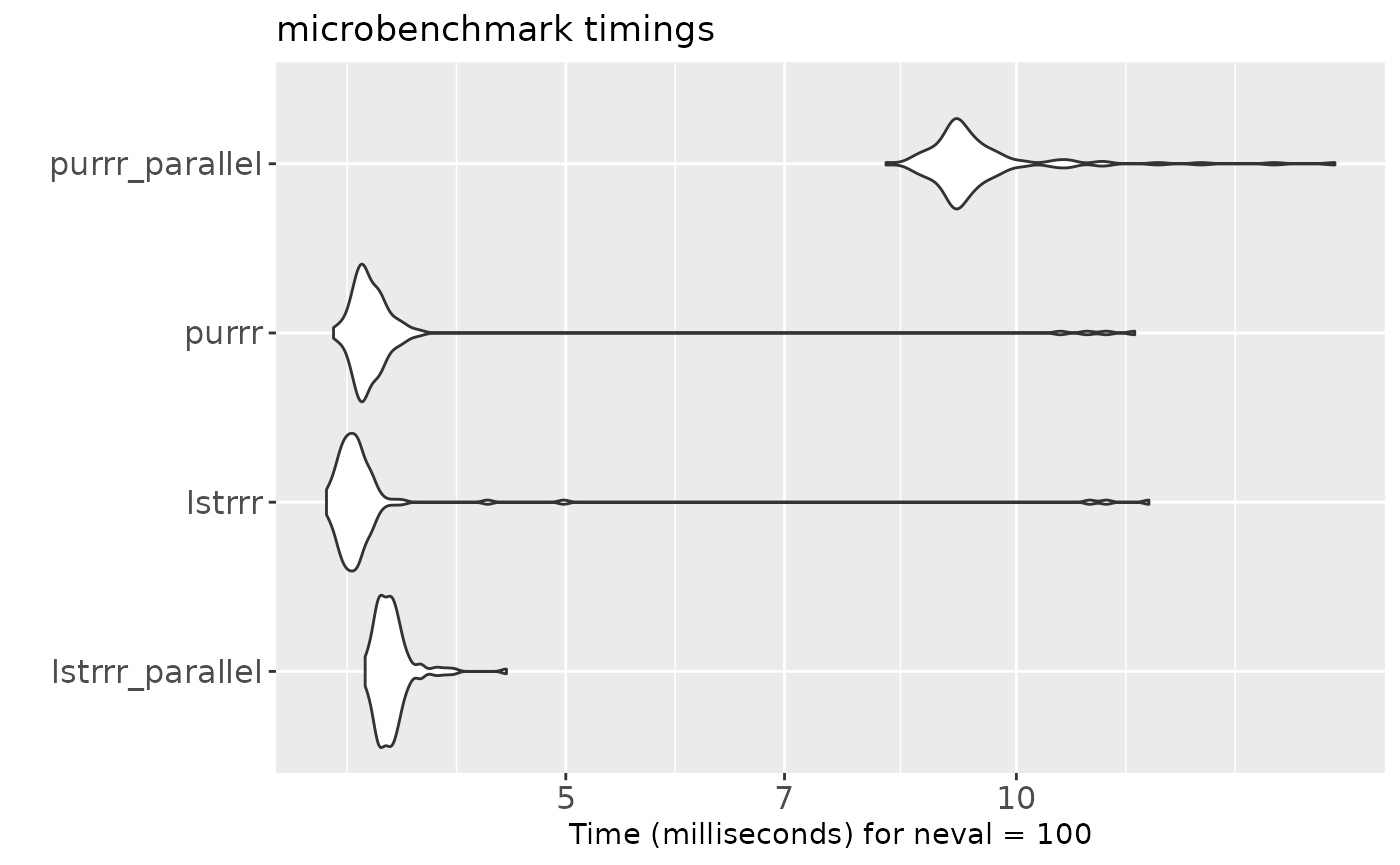 microbenchmark timings
purrr_parallel
purrr
lstrrr
lstrrr_parallel
5 7 10
Time (milliseconds) for neval = 100